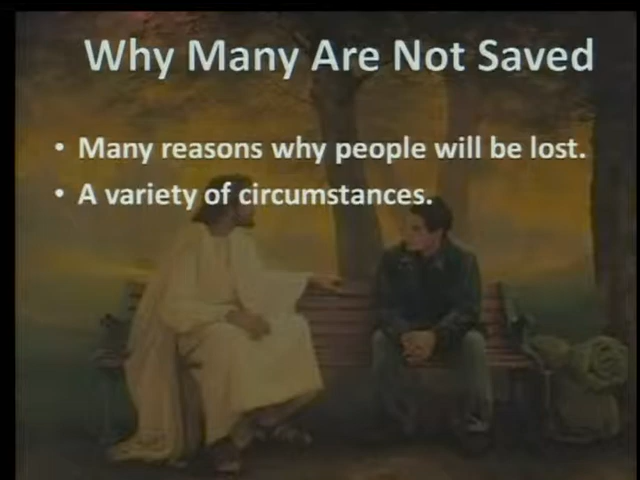 Why Many Are Not Saved
• Many reasons why people will be lost.
• A variety of circumstances.